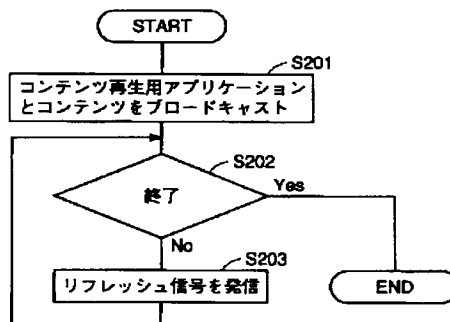 START
S201
コンテンツ再生用アプリケーション
とコンテンツをブロードキャスト
S202
終了
Yes
No
S203
リフレッシュ信号を発信
END